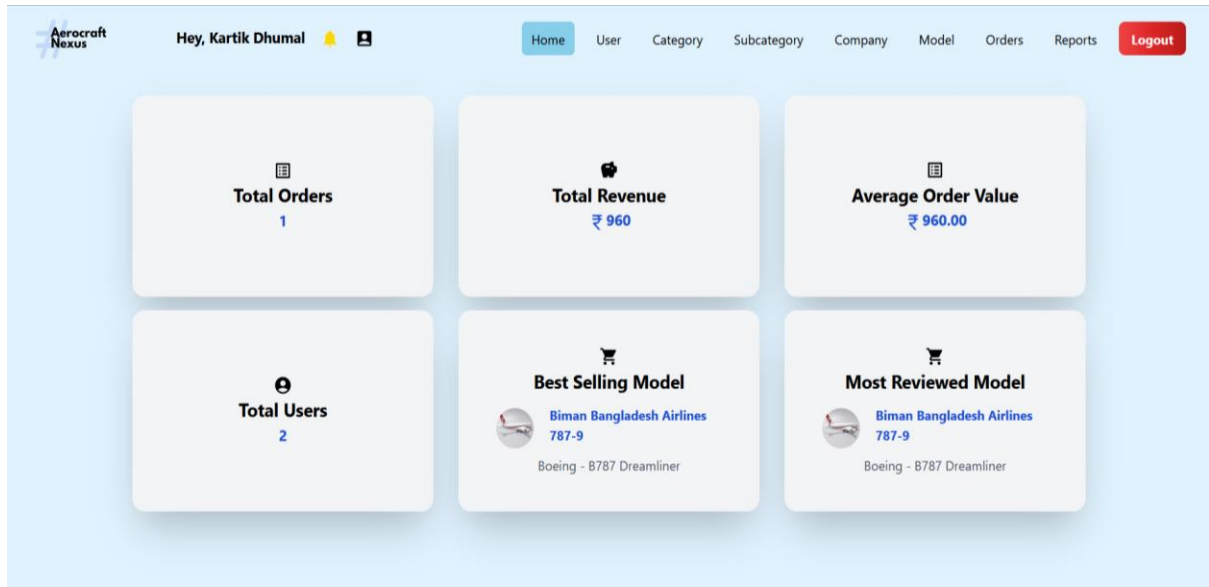 Aerocraft
Nexus
Hey, Kartik Dhumal
Home User Category Subcategory Company Model Orders Reports Logout
Total Orders
1
Total Revenue
₹ 960
Average Order Value
₹ 960.00
Total Users
2
Best Selling Model
Biman Bangladesh Airlines
787-9
Boeing - B787 Dreamliner
Most Reviewed Model
Biman Bangladesh Airlines
787-9
Boeing - B787 Dreamliner